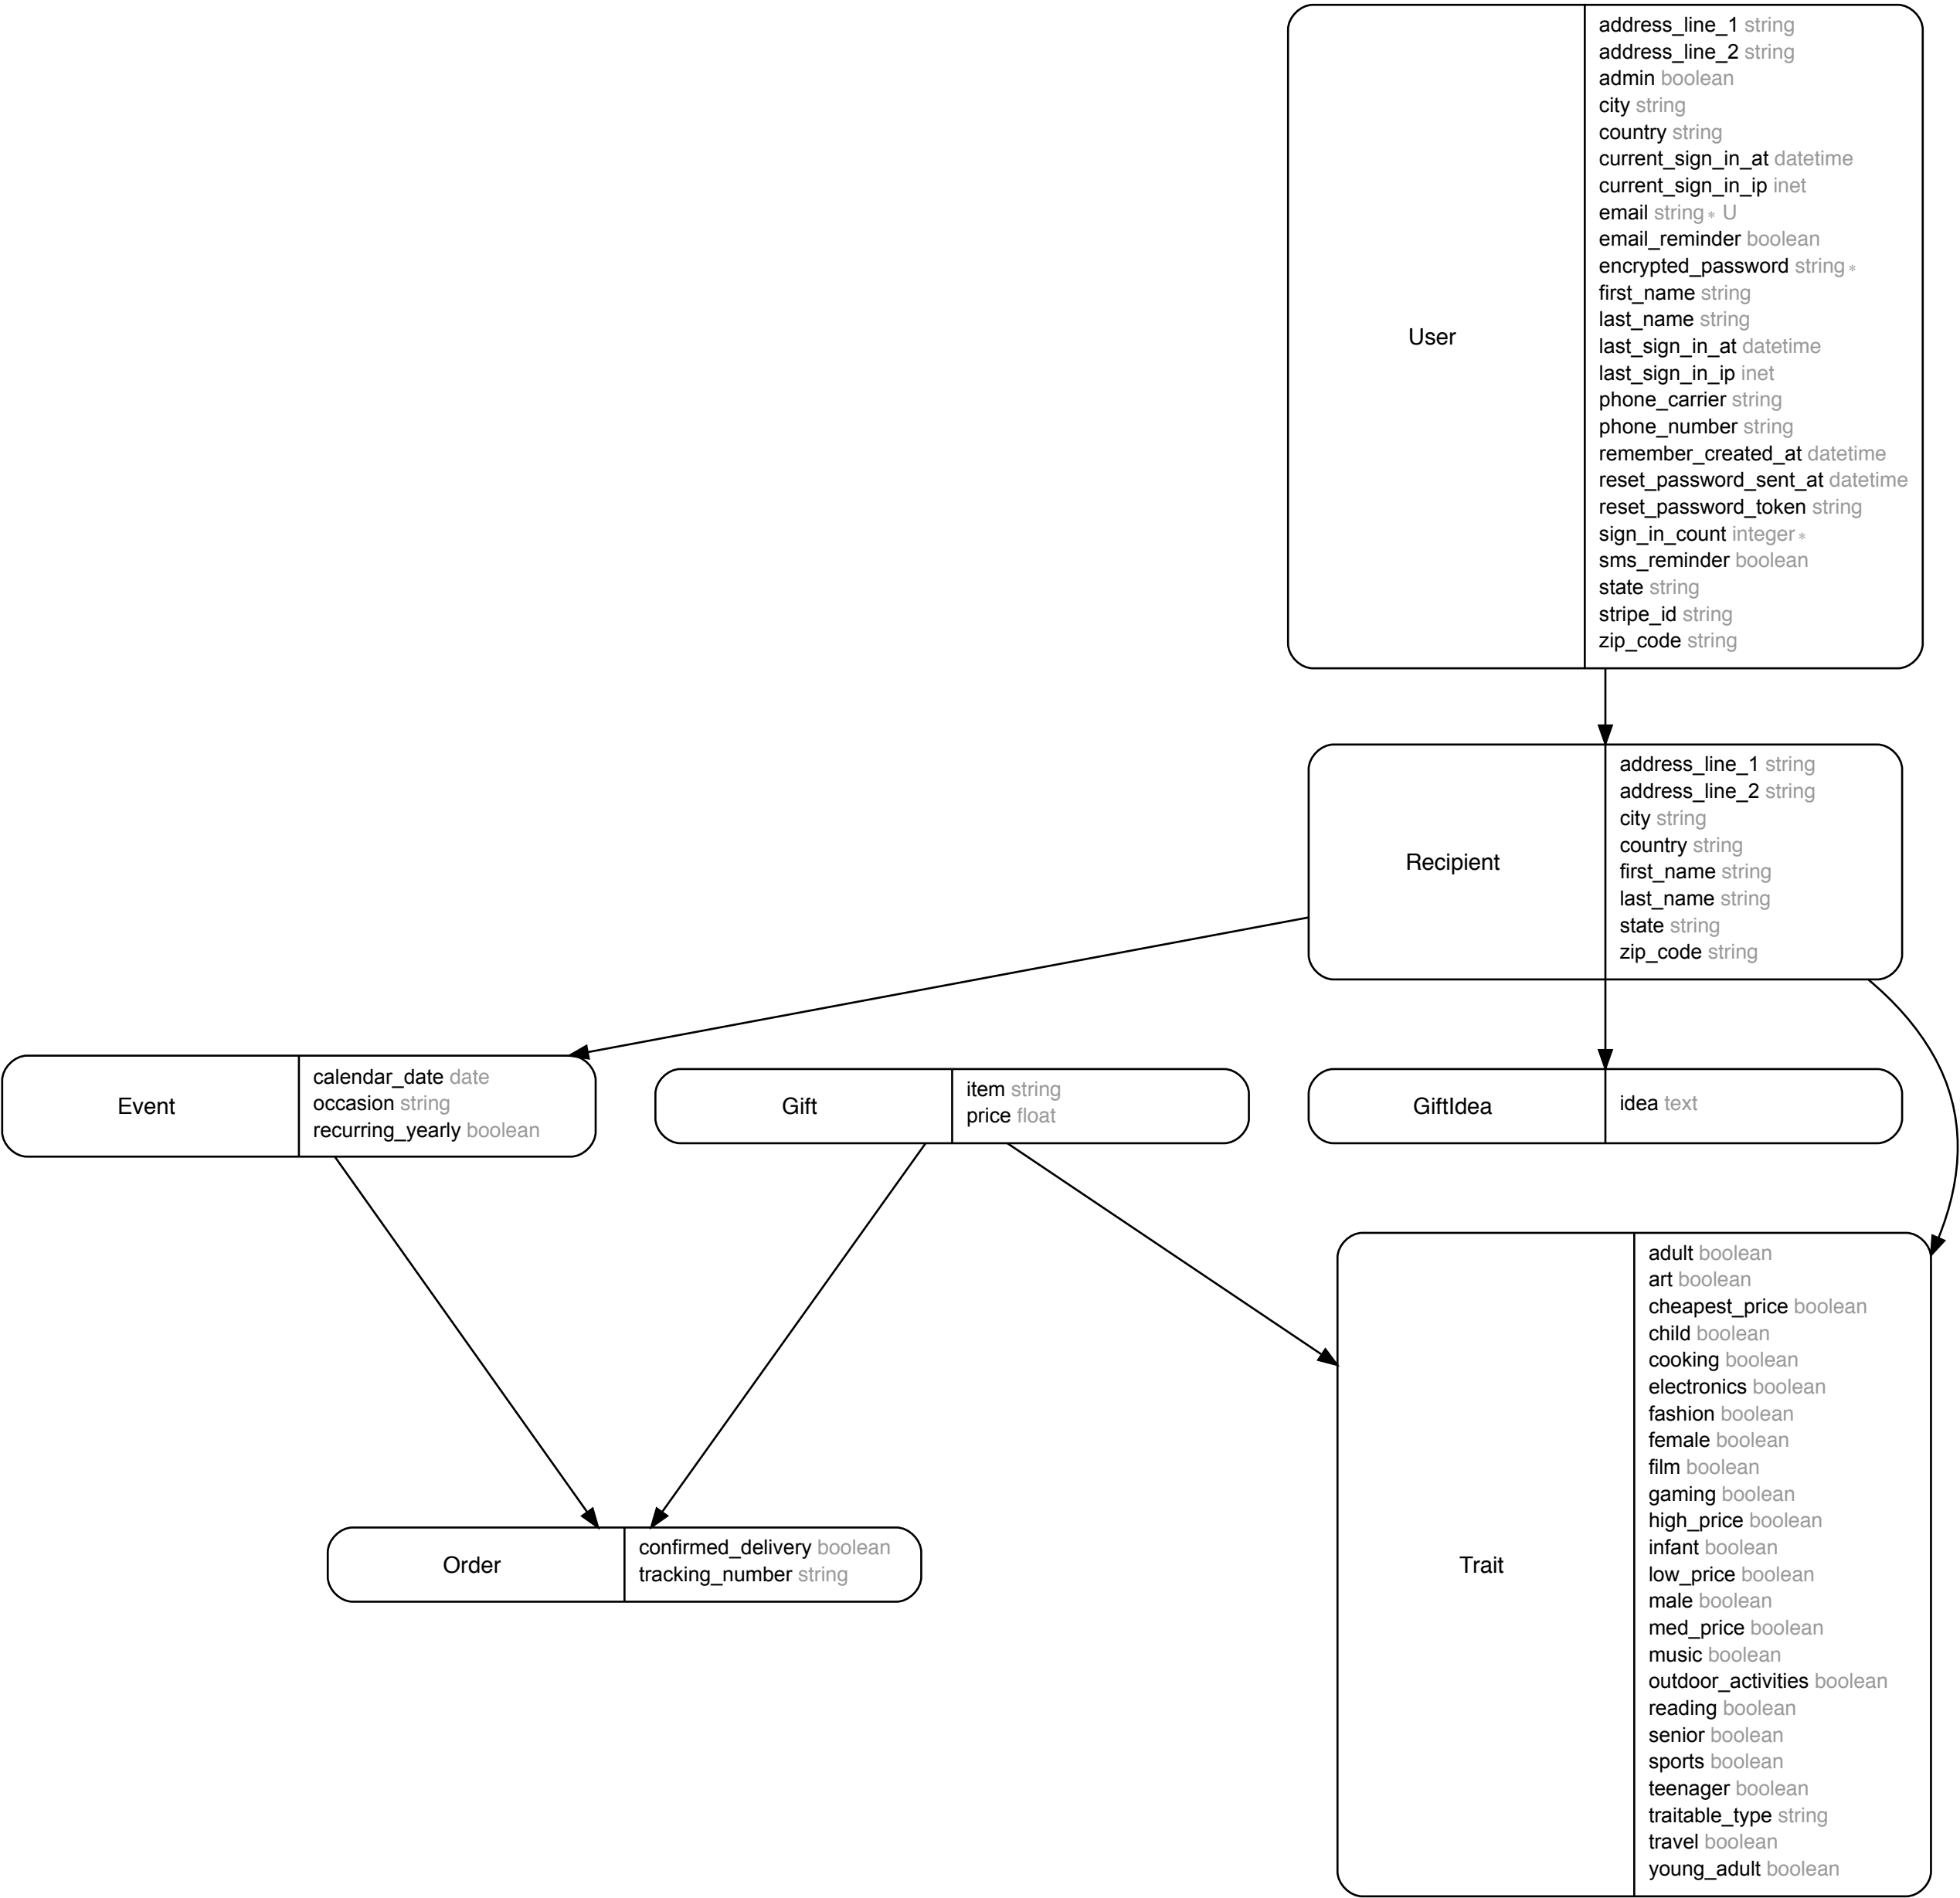 User
address_line_1 string
address_line_2 string
admin boolean
city string
country string
current_sign_in_at datetime
current_sign_in_ip inet
email string * U
email_reminder boolean
encrypted_password string *
first_name string
last_name string
last_sign_in_at datetime
last_sign_in_ip inet
phone_carrier string
phone_number string
remember_created_at datetime
reset_password_sent_at datetime
reset_password_token string
sign_in_count integer *
sms_reminder boolean
state string
stripe_id string
zip_code string
Recipient
address_line_1 string
address_line_2 string
city string
country string
first_name string
last_name string
state string
zip_code string
Event
calendar_date date
occasion string
recurring_yearly boolean
Gift
item string
price float
GiftIdea
idea text
Order
confirmed_delivery boolean
tracking_number string
Trait
adult boolean
art boolean
cheapest_price boolean
child boolean
cooking boolean
electronics boolean
fashion boolean
female boolean
film boolean
gaming boolean
high_price boolean
infant boolean
low_price boolean
male boolean
med_price boolean
music boolean
outdoor_activities boolean
reading boolean
senior boolean
sports boolean
teenager boolean
traitable_type string
travel boolean
young_adult boolean